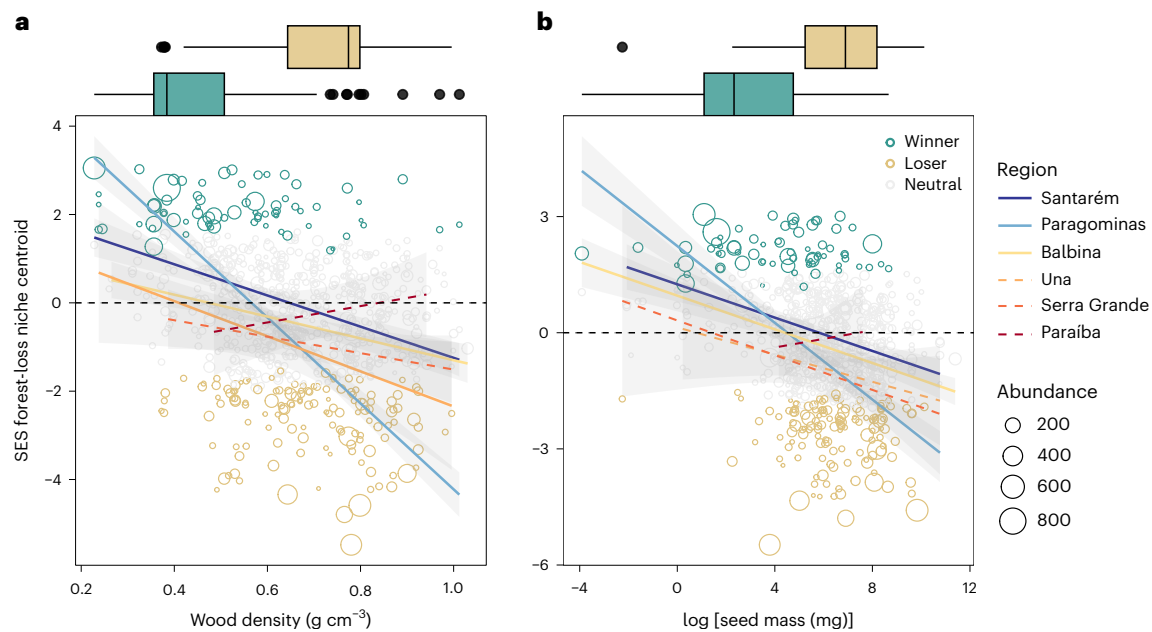 a
b
4
2
0
−2
−4
SES forest-loss niche centroid
0.2
0.4
0.6
0.8
1.0
Wood density (g cm−3)
3
0
−3
−6
−4
0
4
8
12
log [seed mass (mg)]
Winner
Loser
Neutral
Region
Santarém
Paragominas
Balbina
Una
Serra Grande
Paraíba
Abundance
200
400
600
800